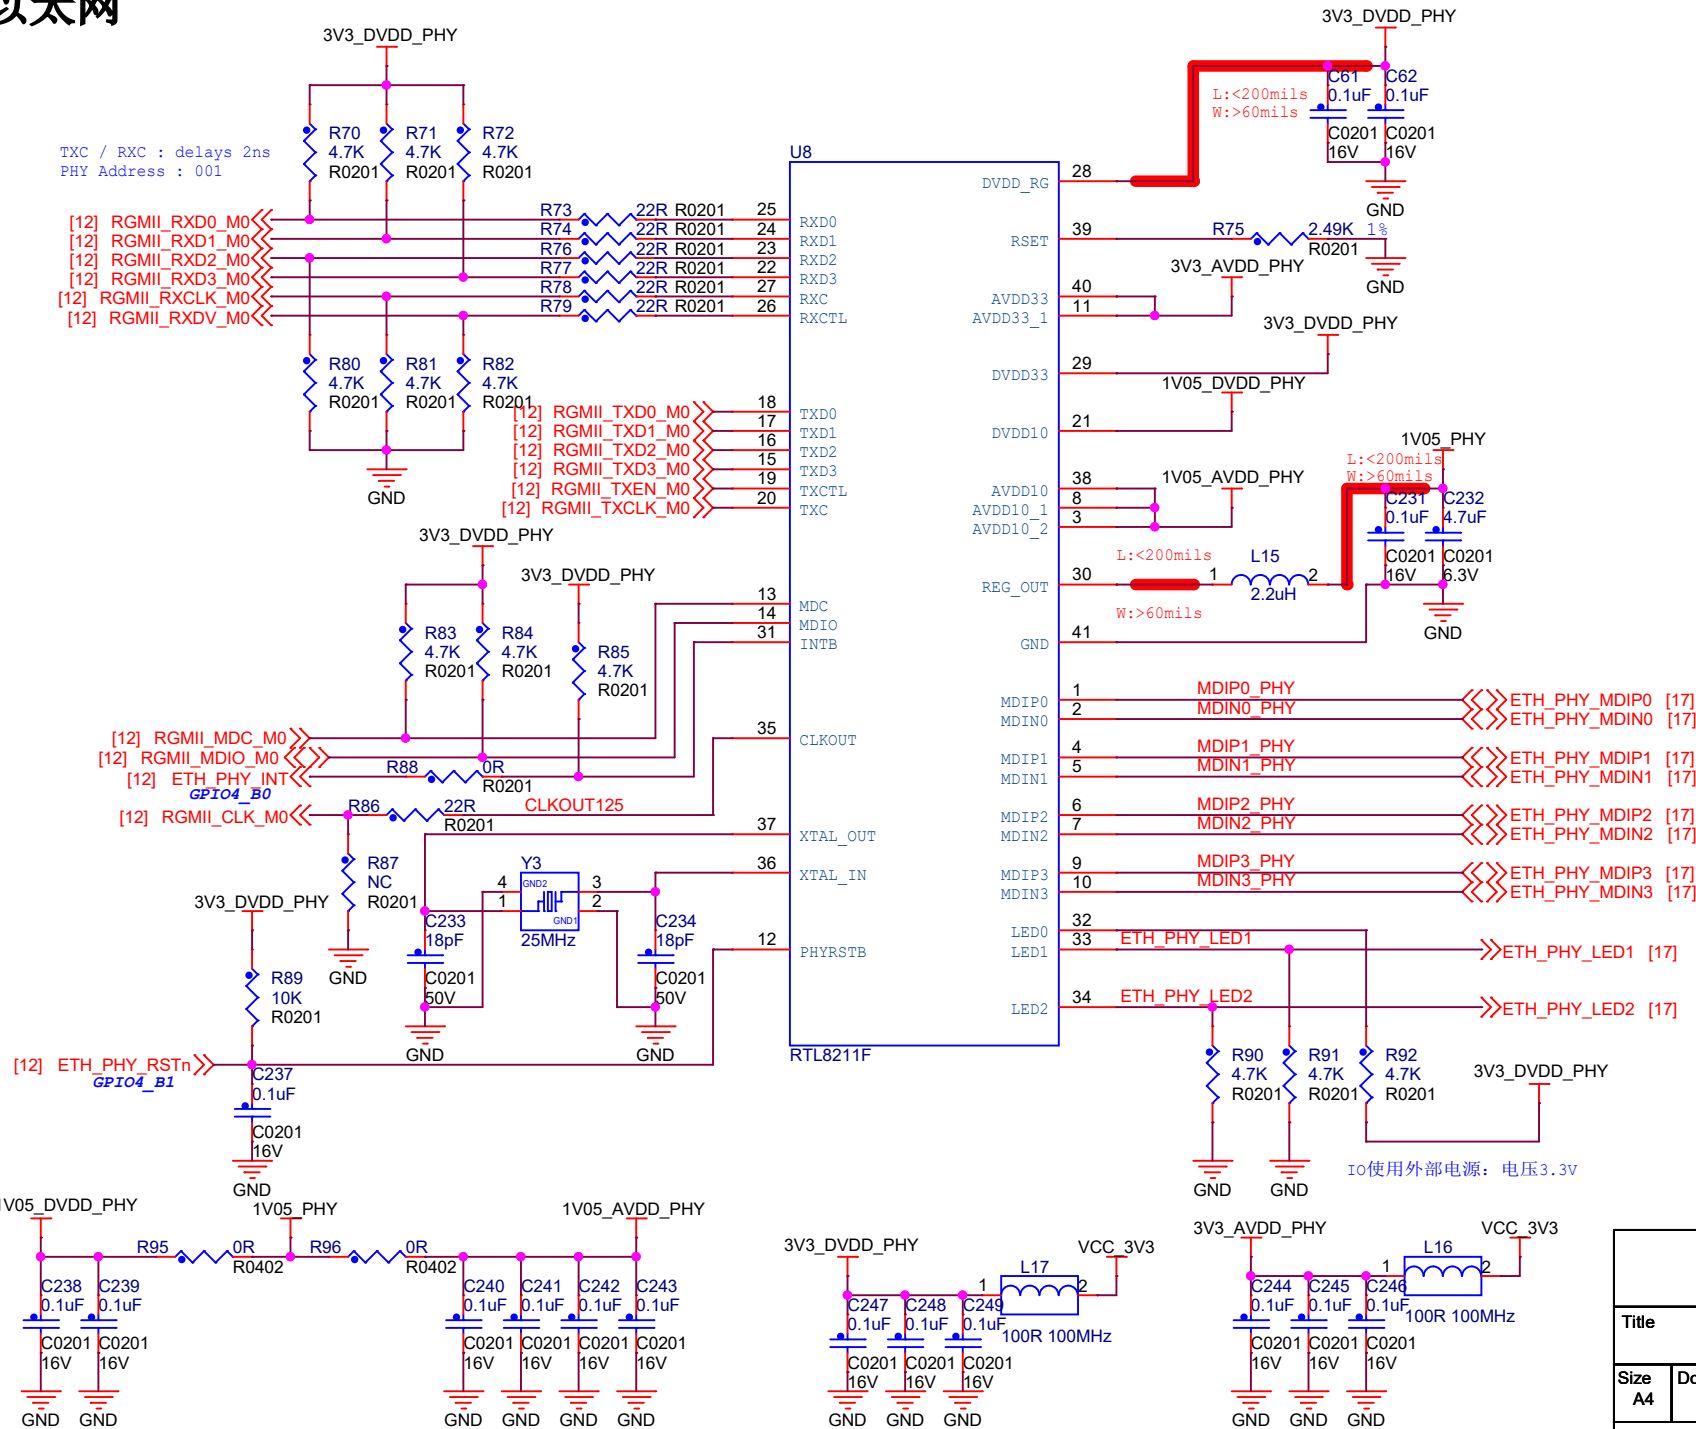 以太网
3V3_DVDD_PHY
R70
4.7K
R0201
R71
4.7K
R0201
R72
4.7K
R0201
TXC / RXC : delays 2ns
PHY Address : 001
[12] RGMII_RXD0_M0
[12] RGMII_RXD1_M0
[12] RGMII_RXD2_M0
[12] RGMII_RXD3_M0
[12] RGMII_RXCLK_M0
[12] RGMII_RXDV_M0
R73 22R R0201
R74 22R R0201
R76 22R R0201
R77 22R R0201
R78 22R R0201
R79 22R R0201
R80
4.7K
R0201
R81
4.7K
R0201
R82
4.7K
R0201
GND
[12] RGMII_TXD0_M0
[12] RGMII_TXD1_M0
[12] RGMII_TXD2_M0
[12] RGMII_TXD3_M0
[12] RGMII_TXEN_M0
[12] RGMII_TXCLK_M0
3V3_DVDD_PHY
3V3_DVDD_PHY
R83
4.7K
R0201
R84
4.7K
R0201
R85
4.7K
R0201
[12] RGMII_MDC_M0
[12] RGMII_MDIO_M0
[12] ETH_PHY_INT
GPIO4_B0
R88 0R
R0201
[12] RGMII_CLK_M0
R86 22R
R0201
CLKOUT125
R87
NC
R0201
GND
3V3_DVDD_PHY
R89
10K
R0201
[12] ETH_PHY_RSTn
GPIO4_B1
C237
0.1uF
C0201
16V
GND
Y3
4 GND2 3
1 GND1 2
25MHz
C233
18pF
C0201
50V
GND
C234
18pF
C0201
50V
GND
U8
25 RXD0
24 RXD1
23 RXD2
22 RXD3
27 RXC
26 RXCTL
18 TXD0
17 TXD1
16 TXD2
15 TXD3
19 TXCTL
20 TXC
13 MDC
14 MDIO
31 INTB
35 CLKOUT
37 XTAL_OUT
36 XTAL_IN
12 PHYRSTB
RTL8211F
DVDD_RG 28
RSET 39
AVDD33 40
AVDD33_1 11
DVDD33 29
DVDD10 21
AVDD10 38
AVDD10_1 8
AVDD10_2 3
REG_OUT 30
GND 41
MDIP0 1
MDIN0 2
MDIP1 4
MDIN1 5
MDIP2 6
MDIN2 7
MDIP3 9
MDIN3 10
LED0 32
LED1 33
LED2 34
3V3_DVDD_PHY
L:<200mils
W:>60mils
C61
0.1uF
C0201
16V
C62
0.1uF
C0201
16V
GND
R75 2.49K 1%
R0201
GND
3V3_AVDD_PHY
3V3_DVDD_PHY
1V05_DVDD_PHY
1V05_AVDD_PHY
1V05_PHY
L:<200mils
W:>60mils
C231
0.1uF
C0201
16V
C232
4.7uF
C0201
6.3V
GND
L:<200mils
W:>60mils
L15
1 2
2.2uH
MDIP0_PHY
MDIN0_PHY
MDIP1_PHY
MDIN1_PHY
MDIP2_PHY
MDIN2_PHY
MDIP3_PHY
MDIN3_PHY
ETH_PHY_MDIP0 [17]
ETH_PHY_MDIN0 [17]
ETH_PHY_MDIP1 [17]
ETH_PHY_MDIN1 [17]
ETH_PHY_MDIP2 [17]
ETH_PHY_MDIN2 [17]
ETH_PHY_MDIP3 [17]
ETH_PHY_MDIN3 [17]
ETH_PHY_LED1
ETH_PHY_LED1 [17]
ETH_PHY_LED2
ETH_PHY_LED2 [17]
R90
4.7K
R0201
R91
4.7K
R0201
R92
4.7K
R0201
GND
GND
3V3_DVDD_PHY
IO使用外部电源：电压3.3V
1V05_DVDD_PHY
1V05_PHY
1V05_AVDD_PHY
R95 0R
R0402
R96 0R
R0402
C238
0.1uF
C0201
16V
GND
C239
0.1uF
C0201
16V
GND
C240
0.1uF
C0201
16V
GND
C241
0.1uF
C0201
16V
GND
C242
0.1uF
C0201
16V
GND
C243
0.1uF
C0201
16V
GND
3V3_DVDD_PHY
VCC_3V3
L17
1 2
100R 100MHz
C247
0.1uF
C0201
16V
GND
C248
0.1uF
C0201
16V
GND
C249
0.1uF
C0201
16V
GND
3V3_AVDD_PHY
VCC_3V3
L16
1 2
100R 100MHz
C244
0.1uF
C0201
16V
GND
C245
0.1uF
C0201
16V
GND
C246
0.1uF
C0201
16V
GND
Title
Size
A4